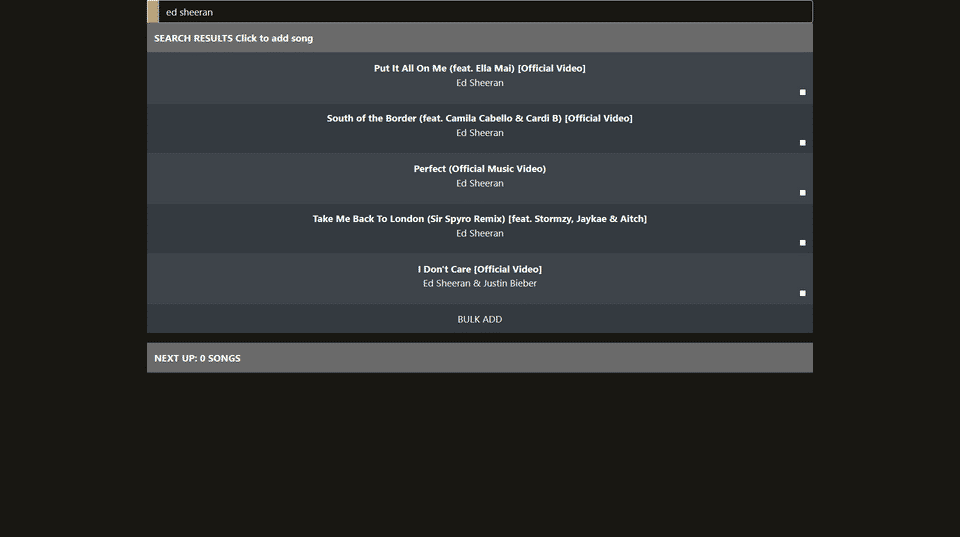 ed sheeran
SEARCH RESULTS Click to add song
Put It All On Me (feat. Ella Mai) [Official Video]
Ed Sheeran
South of the Border (feat. Camila Cabello & Cardi B) [Official Video]
Ed Sheeran
Perfect (Official Music Video)
Ed Sheeran
Take Me Back To London (Sir Spyro Remix) [feat. Stormzy, Jaykae & Aitch]
Ed Sheeran
I Don't Care [Official Video]
Ed Sheeran & Justin Bieber
BULK ADD
NEXT UP: 0 SONGS